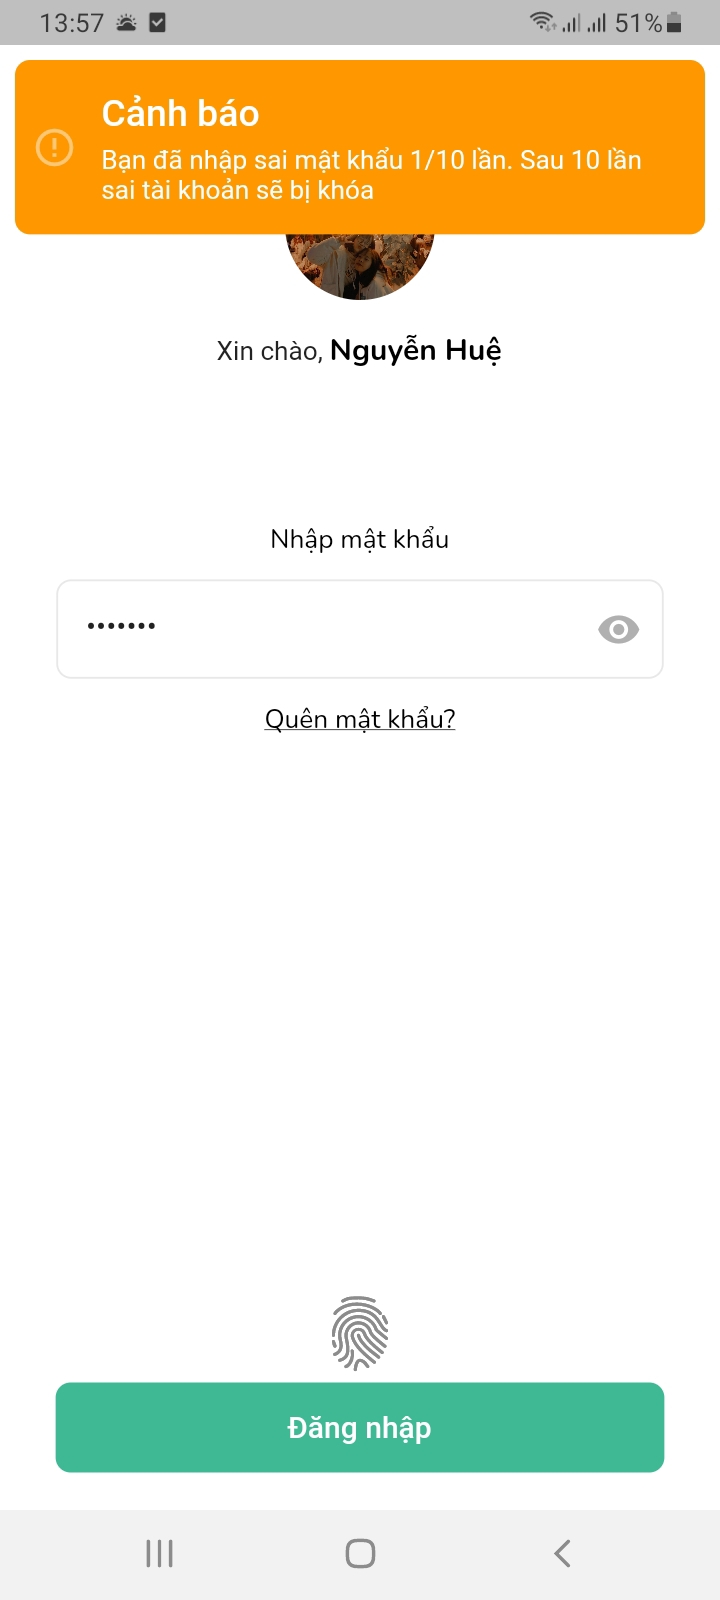 13:57
51%
Cảnh báo
Bạn đã nhập sai mật khẩu 1/10 lần. Sau 10 lần
sai tài khoản sẽ bị khóa
Xin chào, Nguyễn Huệ
Nhập mật khẩu
•••••••
Quên mật khẩu?
Đăng nhập